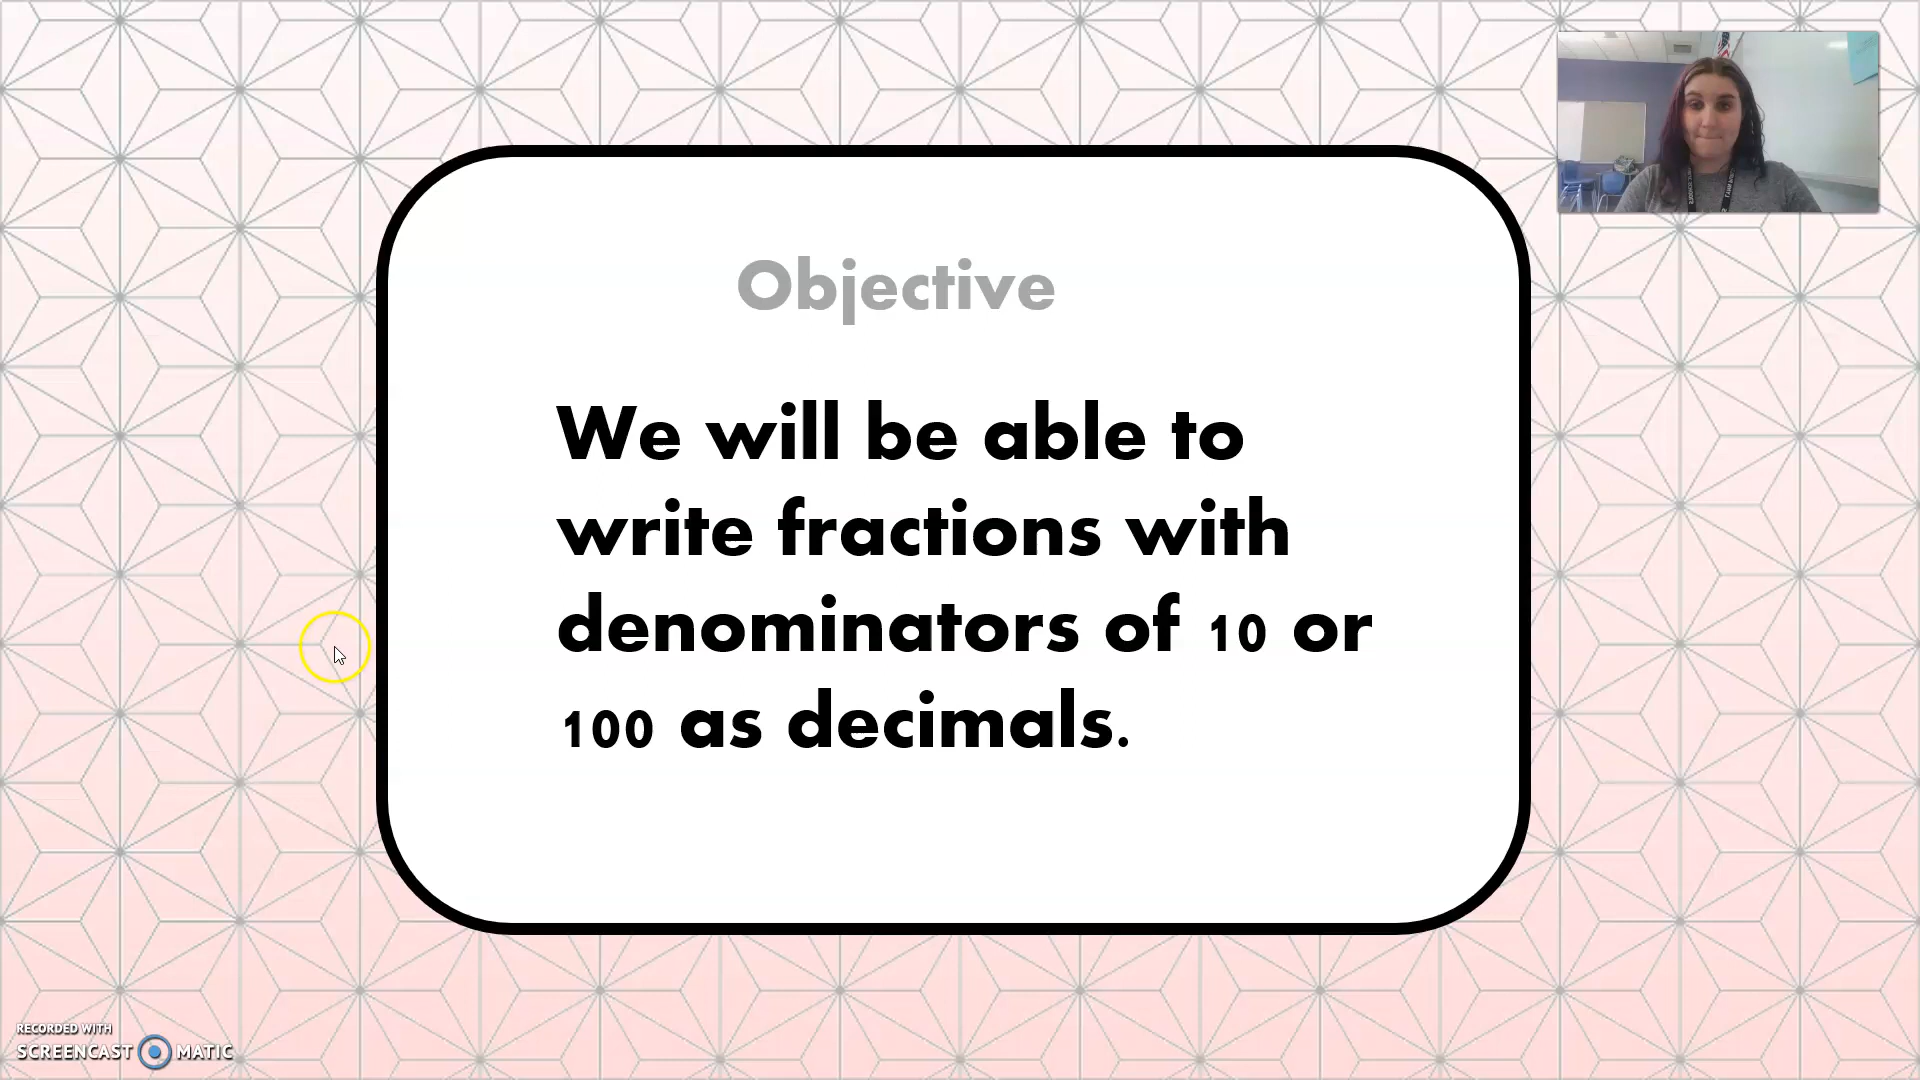 Objective
We will be able to
write fractions with
denominators of 10 or
100 as decimals.
RECORDED WITH
SCREENCAST MATIC